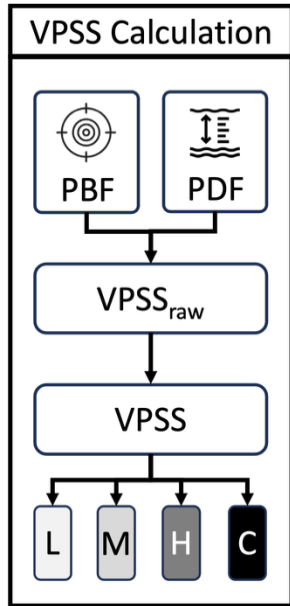 VPSS Calculation
PBF PDF
VPSSraw
VPSS
L M H C